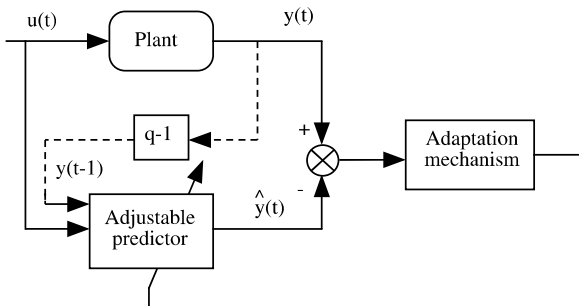 u(t)
Plant
y(t)
q-1
+
Adaptation
mechanism
y(t-1)
-
^
y(t)
Adjustable
predictor